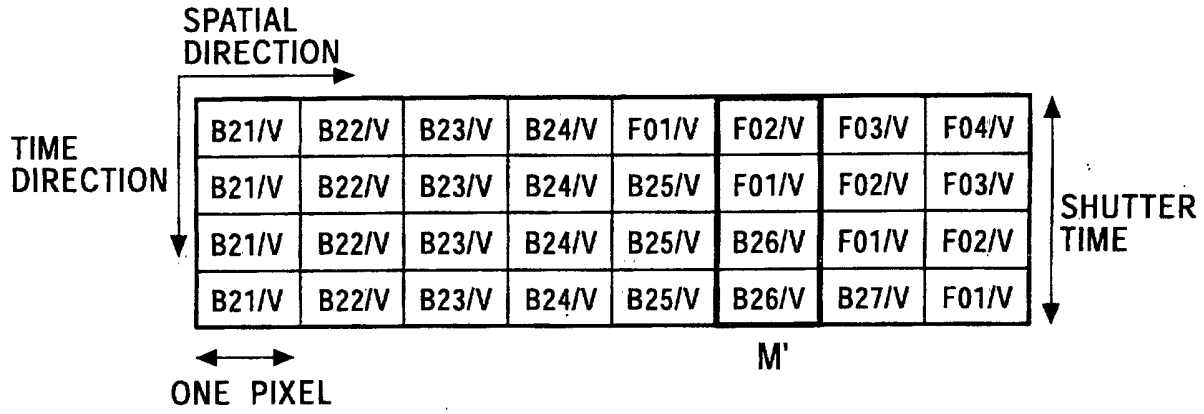 SPATIAL
DIRECTION
TIME
DIRECTION
B21/V B22/V B23/V B24/V F01/V F02/V F03/V F04/V
B21/V B22/V B23/V B24/V B25/V F01/V F02/V F03/V
B21/V B22/V B23/V B24/V B25/V B26/V F01/V F02/V
B21/V B22/V B23/V B24/V B25/V B26/V B27/V F01/V
SHUTTER
TIME
M'
ONE PIXEL